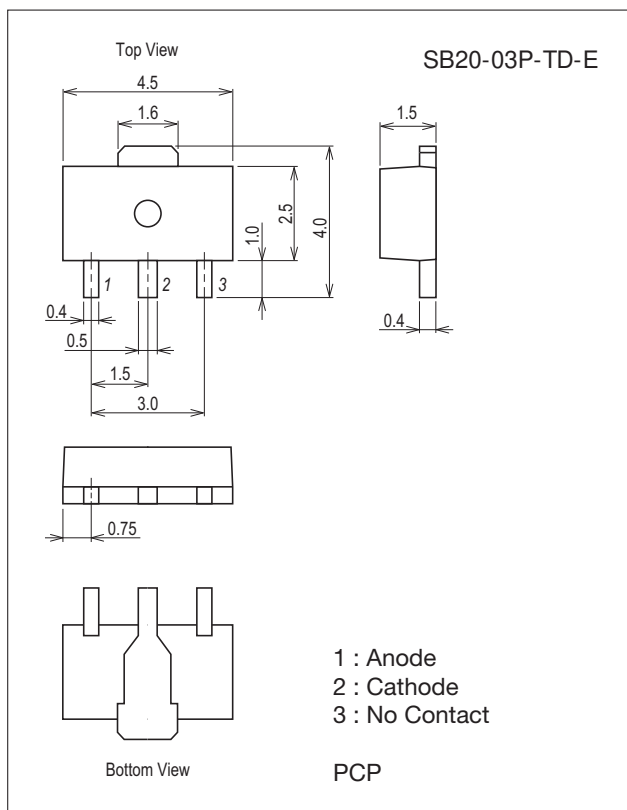 Top View
SB20-03P-TD-E
4.5
1.6
1.5
2.5
4.0
1.0
1
2
3
0.4
0.5
0.4
1.5
3.0
0.75
1 : Anode
2 : Cathode
3 : No Contact
Bottom View
PCP